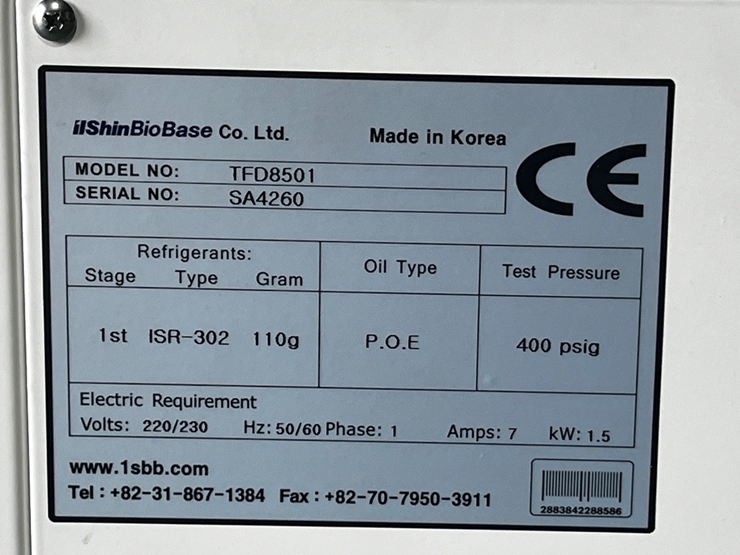 ilShinBioBase Co. Ltd. Made in Korea
CE
MODEL NO: TFD8501
SERIAL NO: SA4260
Refrigerants:
Stage Type Gram
Oil Type
Test Pressure
1st ISR-302 110g
P.O.E
400 psig
Electric Requirement
Volts: 220/230 Hz: 50/60 Phase: 1 Amps: 7 kW: 1.5
www.1sbb.com
Tel : +82-31-867-1384 Fax : +82-70-7950-3911
2883842288586